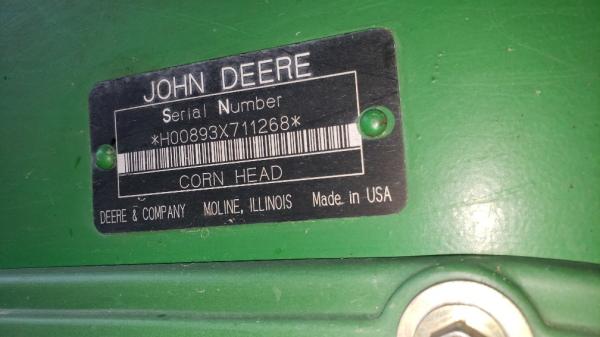 JOHN DEERE
Serial Number
*H00893X711268*
CORN HEAD
DEERE & COMPANY MOLINE, ILLINOIS Made in USA